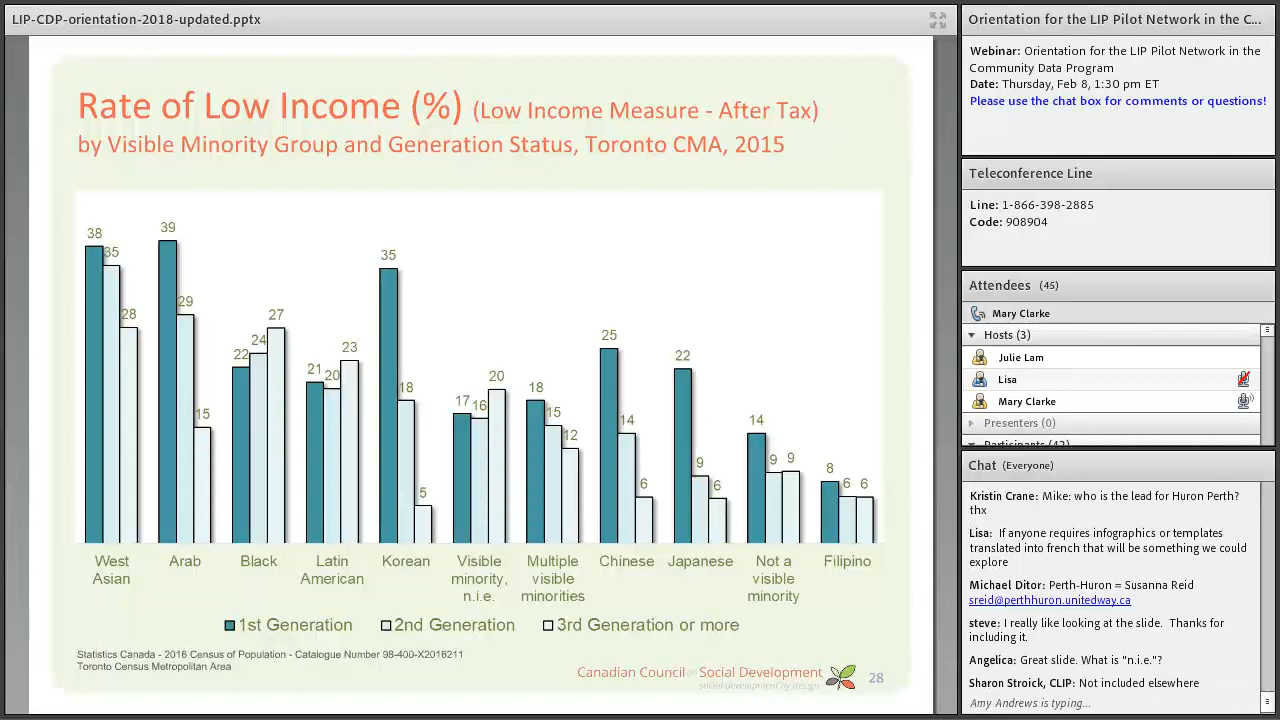 LIP-CDP-orientation-2018-updated.pptx
Rate of Low Income (%) (Low Income Measure - After Tax)
by Visible Minority Group and Generation Status, Toronto CMA, 2015
38
35
28
39
29
15
22
24
27
21
20
23
35
18
5
17
16
20
18
15
12
25
14
6
22
9
6
14
9
9
8
6
6
West
Asian
Arab
Black
Latin
American
Korean
Visible
minority,
n.i.e.
Multiple
visible
minorities
Chinese
Japanese
Not a
visible
minority
Filipino
1st Generation
2nd Generation
3rd Generation or more
Statistics Canada - 2016 Census of Population - Catalogue Number 98-400-X2016211
Toronto Census Metropolitan Area
Canadian Council on Social Development
social development by design
28
Orientation for the LIP Pilot Network in the C...
Webinar: Orientation for the LIP Pilot Network in the
Community Data Program
Date: Thursday, Feb 8, 1:30 pm ET
Please use the chat box for comments or questions!
Teleconference Line
Line: 1-866-398-2885
Code: 908904
Attendees (45)
Mary Clarke
Hosts (3)
Julie Lam
Lisa
Mary Clarke
Presenters (0)
Participants (42)
Chat (Everyone)
Kristin Crane: Mike: who is the lead for Huron Perth?
thx
Lisa: If anyone requires infographics or templates
translated into french that will be something we could
explore
Michael Ditor: Perth-Huron = Susanna Reid
sreid@perthhuron.unitedway.ca
steve: I really like looking at the slide. Thanks for
including it.
Angelica: Great slide. What is "n.i.e."?
Sharon Stroick, CLIP: Not included elsewhere
Amy Andrews is typing...